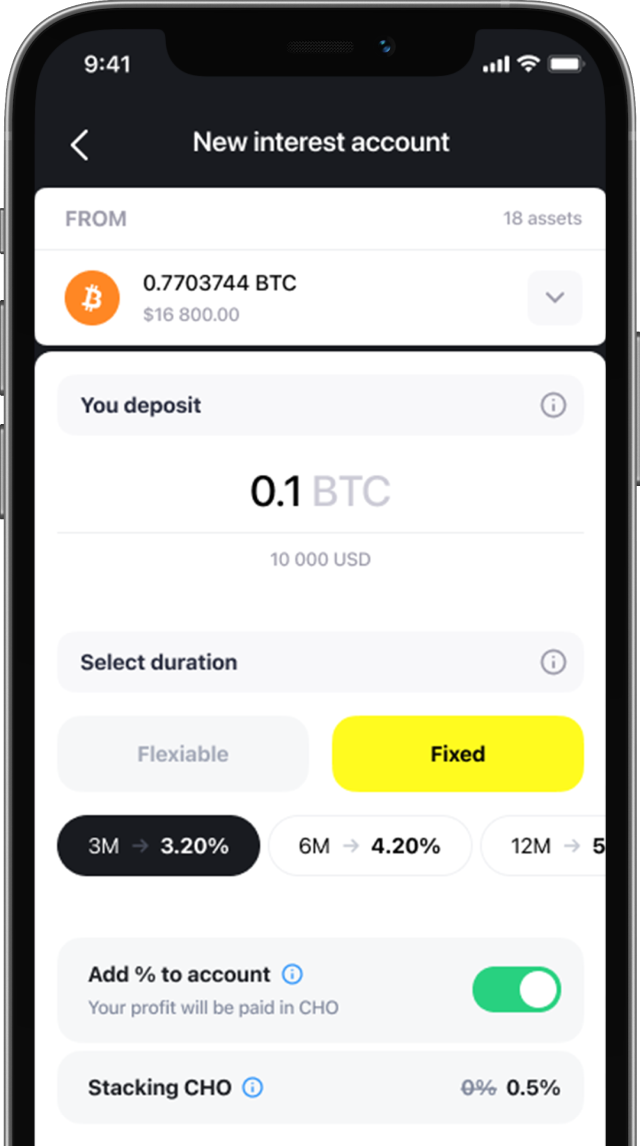 9:41
New interest account
FROM 18 assets
0.7703744 BTC
$16 800.00
You deposit
0.1 BTC
10 000 USD
Select duration
Flexiable Fixed
3M → 3.20% 6M → 4.20% 12M → 5
Add % to account
Your profit will be paid in CHO
Stacking CHO 0% 0.5%